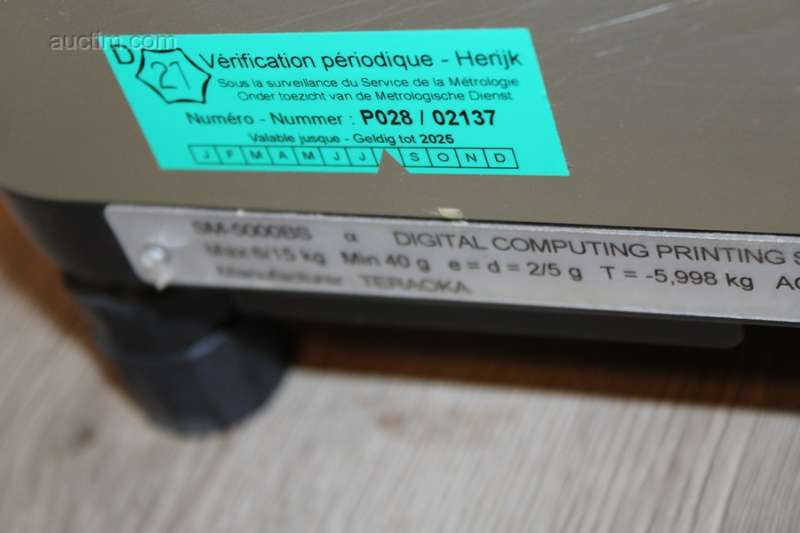 auctim.com
D
21
Vérification périodique - Herijk
Sous la surveillance du Service de la Métrologie
Onder toezicht van de Metrologische Dienst
Numéro - Nummer : P028 / 02137
Valable jusque - Geldig tot 2025
J F M A M J J S O N D
SM-5000BS α DIGITAL COMPUTING PRINTING S
Max 6/15 kg Min 40 g e = d = 2/5 g T = -5,998 kg AC
Manufacturer TERAOKA